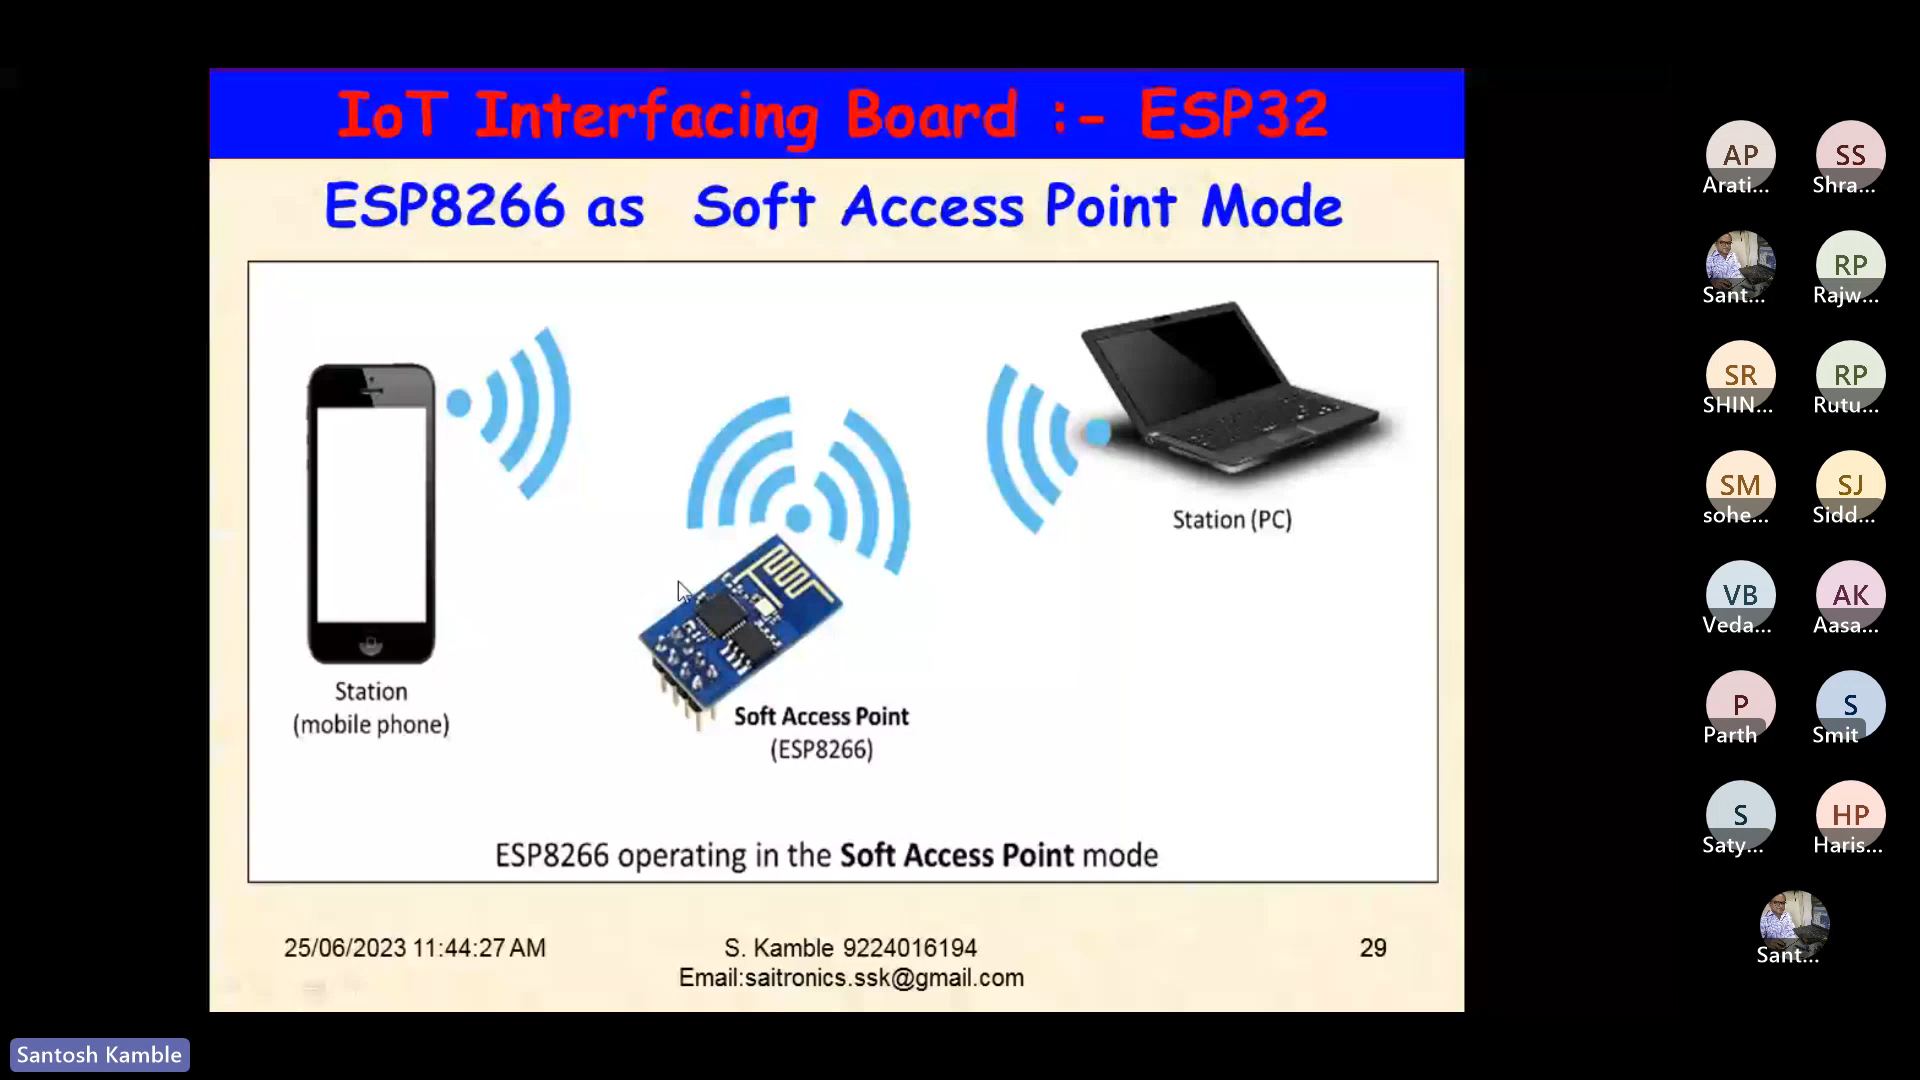 IoT Interfacing Board :- ESP32
ESP8266 as Soft Access Point Mode
Station
(mobile phone)
Soft Access Point
(ESP8266)
Station (PC)
ESP8266 operating in the Soft Access Point mode
25/06/2023 11:44:27 AM
S. Kamble 9224016194
Email:saitronics.ssk@gmail.com
29
AP
Arati...
SS
Shra...
Sant...
RP
Rajw...
SR
SHIN...
RP
Rutu...
SM
sohe...
SJ
Sidd...
VB
Veda...
AK
Aasa...
P
Parth
S
Smit
S
Saty...
HP
Haris...
Sant...
Santosh Kamble